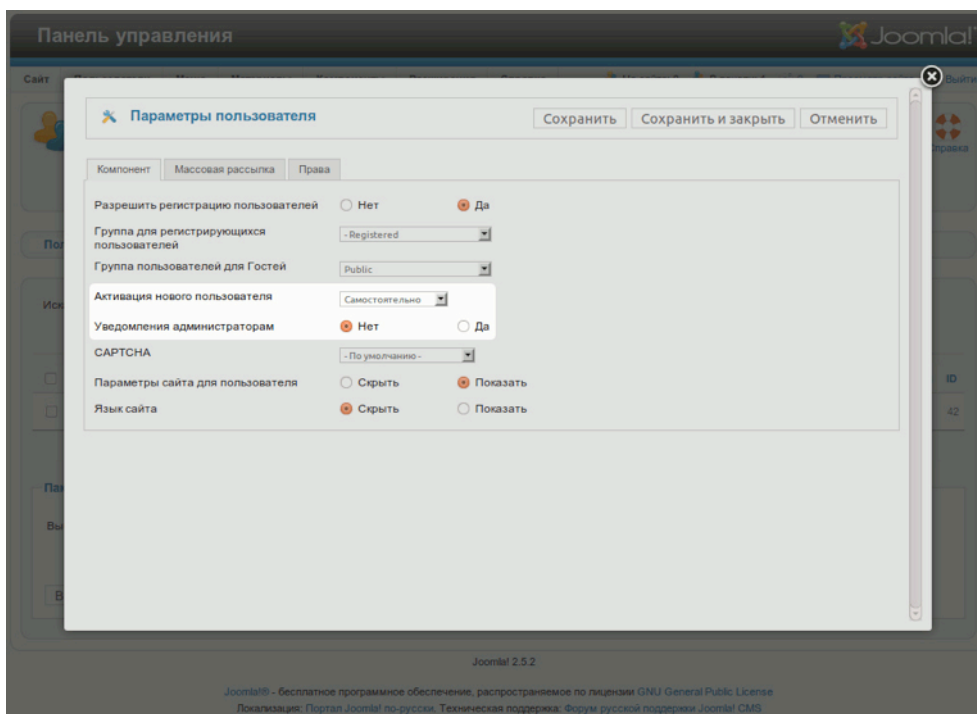 Панель управления
Joomla!
Сайт
Выйти
Параметры пользователя
Сохранить
Сохранить и закрыть
Отменить
Справка
Компонент
Массовая рассылка
Права
Разрешить регистрацию пользователей
Нет
Да
Группа для регистрирующихся
пользователей
- Registered
Группа пользователей для Гостей
Public
Активация нового пользователя
Самостоятельно
Уведомления администраторам
Нет
Да
CAPTCHA
- По умолчанию -
Параметры сайта для пользователя
Скрыть
Показать
ID
Язык сайта
Скрыть
Показать
42
Joomla! 2.5.2
Joomla!® - бесплатное программное обеспечение, распространяемое по лицензии GNU General Public License
Локализация: Портал Joomla! по-русски. Техническая поддержка: Форум русской поддержки Joomla! CMS